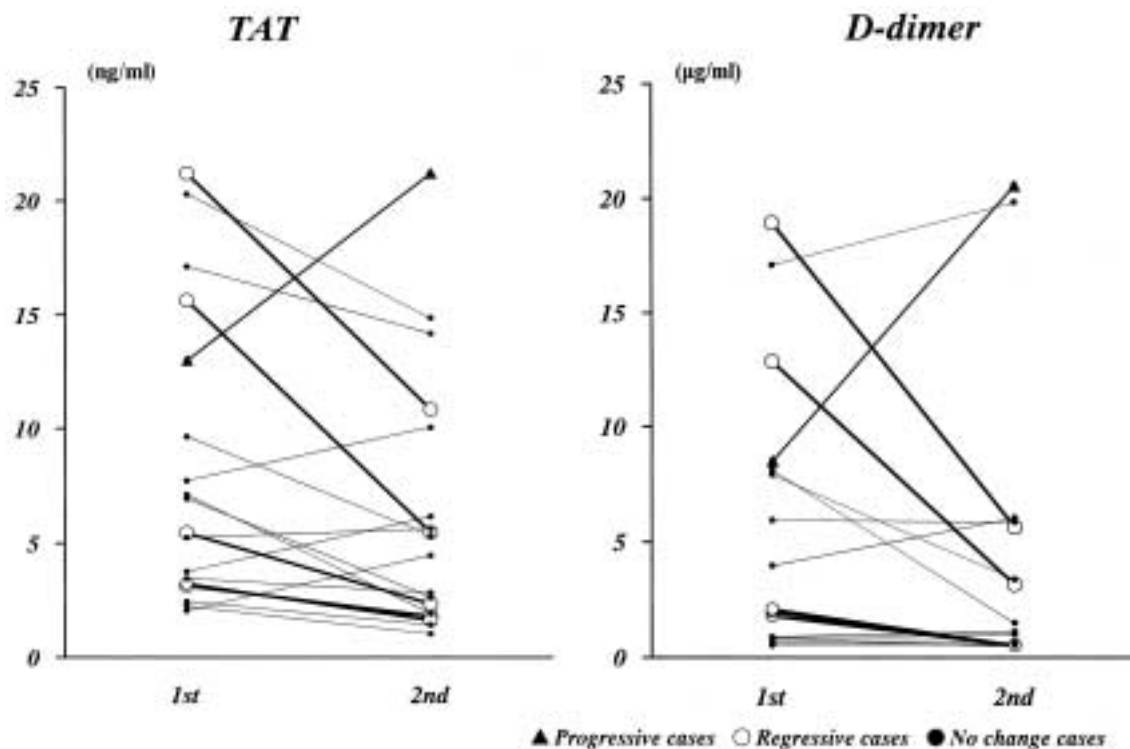 TAT
D-dimer
(ng/ml)
(μg/ml)
25
20
15
10
5
0
1st
2nd
25
20
15
10
5
0
1st
2nd
▲ Progressive cases ○ Regressive cases ● No change cases